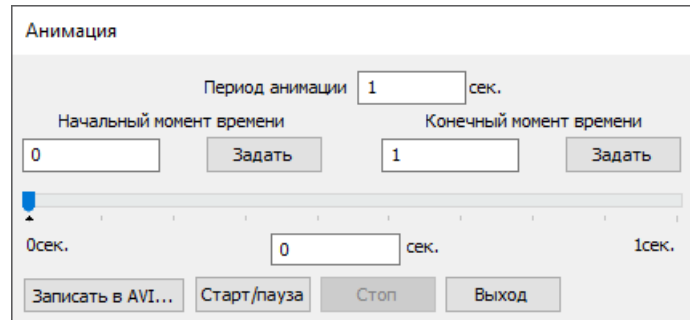 Анимация
Период анимации 1 сек.
Начальный момент времени Конечный момент времени
0 Задать 1 Задать
0сек. 0 сек. 1сек.
Записать в AVI... Старт/пауза Стоп Выход